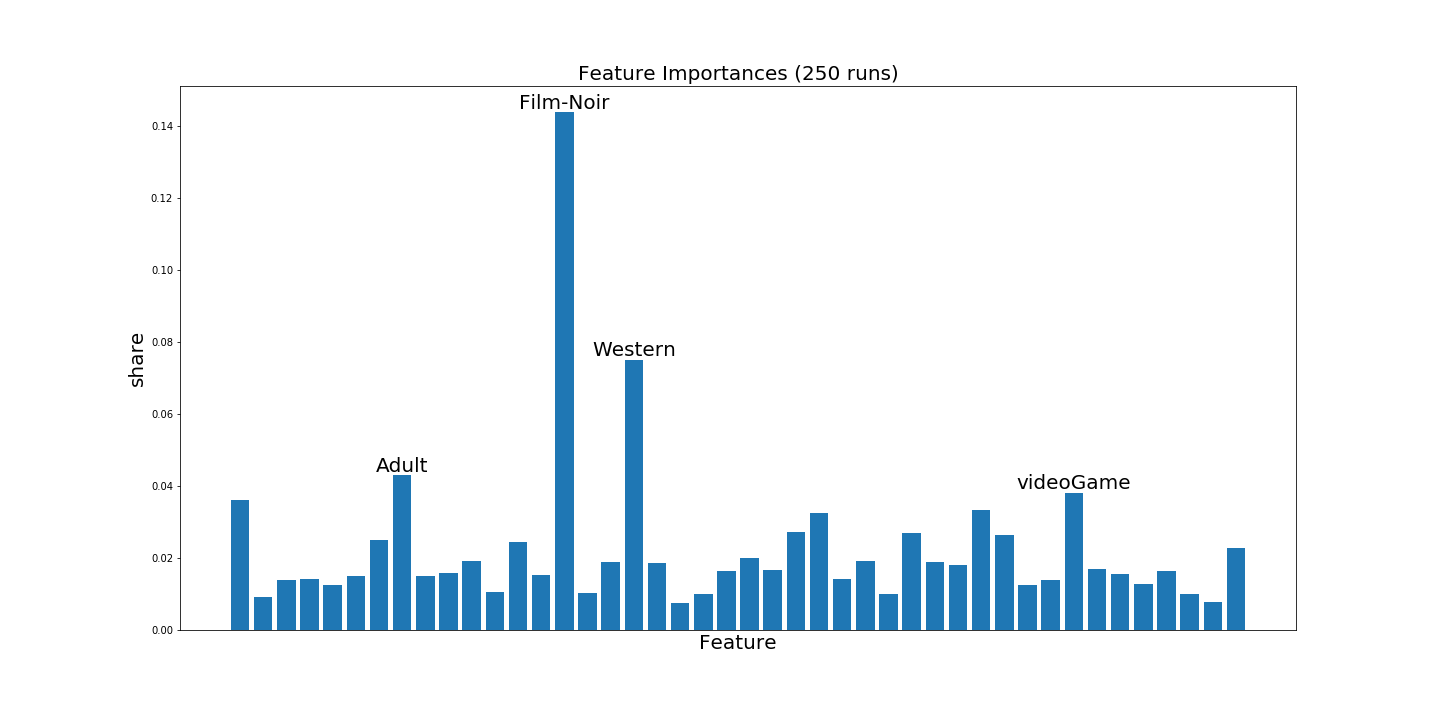 Feature Importances (250 runs)
Film-Noir
0.14
0.12
0.10
0.08
Western
share
0.06
Adult
0.04
videoGame
0.02
0.00
Feature